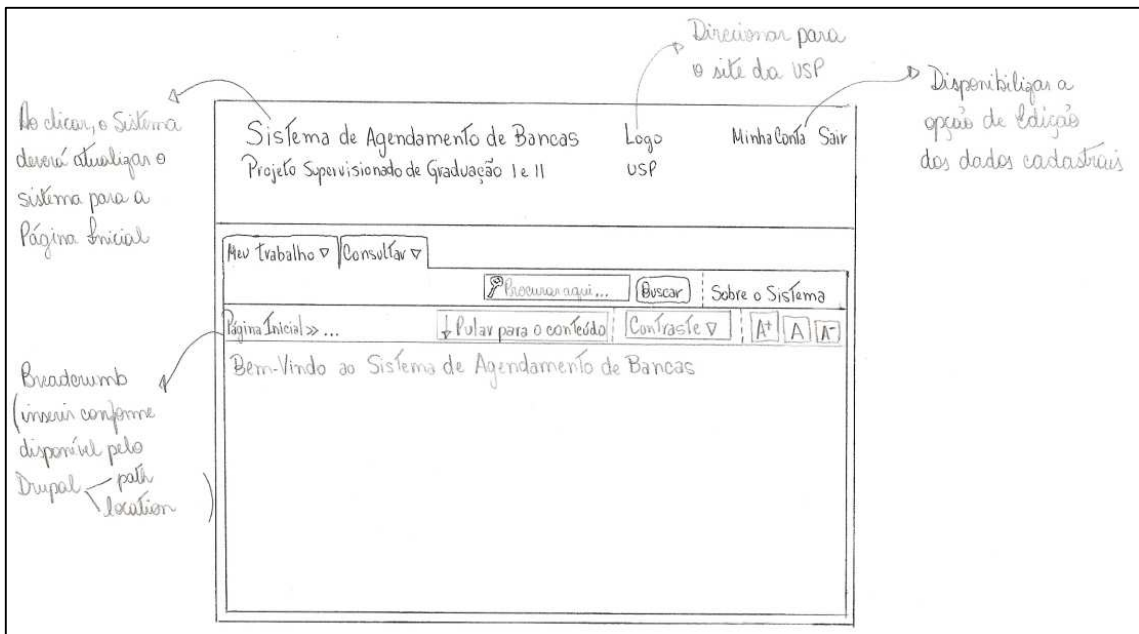 Direcionar para
o site da USP
Disponibilizar a
opção de Edição
dos dados cadastrais
Ao clicar, o Sistema
deverá atualizar o
sistema para a
Página Inicial
Sistema de Agendamento de Bancas
Projeto Supervisionado de Graduação I e II
Logo
USP
Minha Conta Sair
Meu Trabalho ▽ Consultar ▽
Procurar aqui... Buscar Sobre o Sistema
Página Inicial >> ... ↓ Pular para o conteúdo Contraste ▽ A+ A A-
Bem-Vindo ao Sistema de Agendamento de Bancas
Breadcrumb
(inserir conforme
disponível pelo
Drupal path
location)